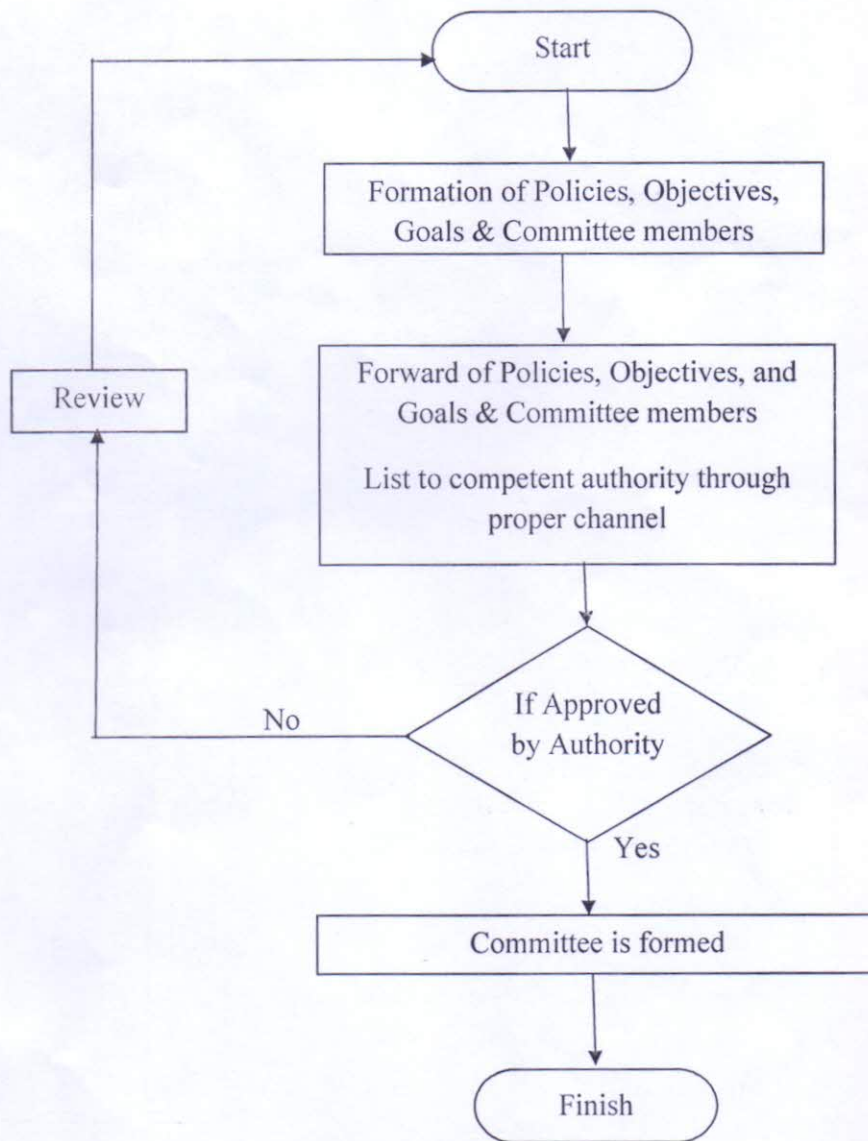 Start
Formation of Policies, Objectives,
Goals & Committee members
Forward of Policies, Objectives, and
Goals & Committee members
List to competent authority through
proper channel
Review
If Approved
by Authority
No
Yes
Committee is formed
Finish